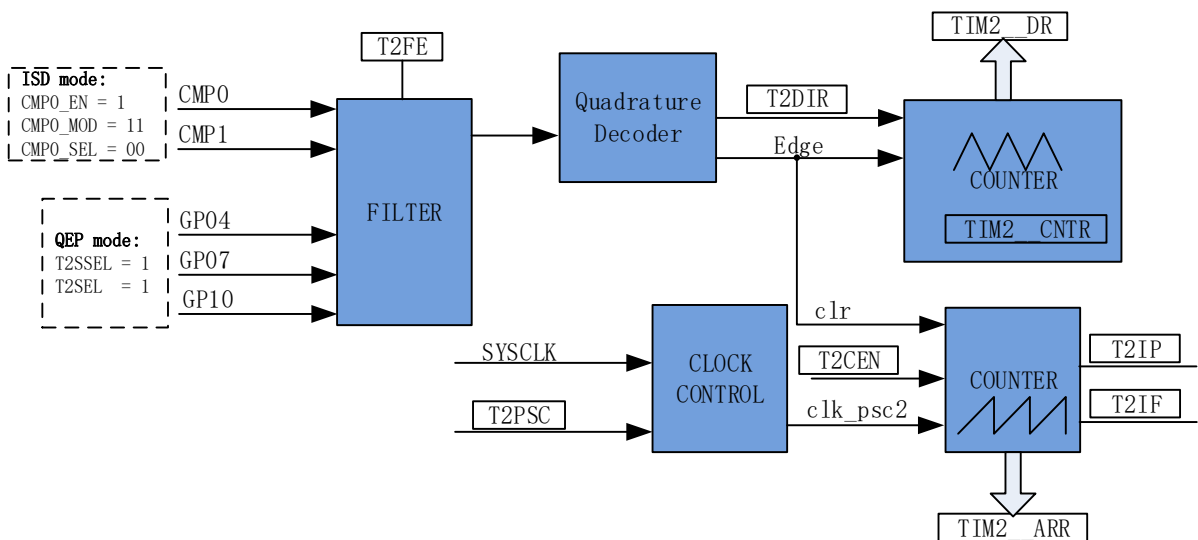 TIM2__DR
T2FE
ISD mode:
CMP0_EN = 1
CMP0_MOD = 11
CMP0_SEL = 00
CMP0
CMP1
Quadrature
Decoder
T2DIR
Edge
COUNTER
TIM2__CNTR
FILTER
QEP mode:
T2SSEL = 1
T2SEL = 1
GP04
GP07
GP10
clr
SYSCLK
T2PSC
CLOCK
CONTROL
T2CEN
clk_psc2
COUNTER
T2IP
T2IF
TIM2__ARR